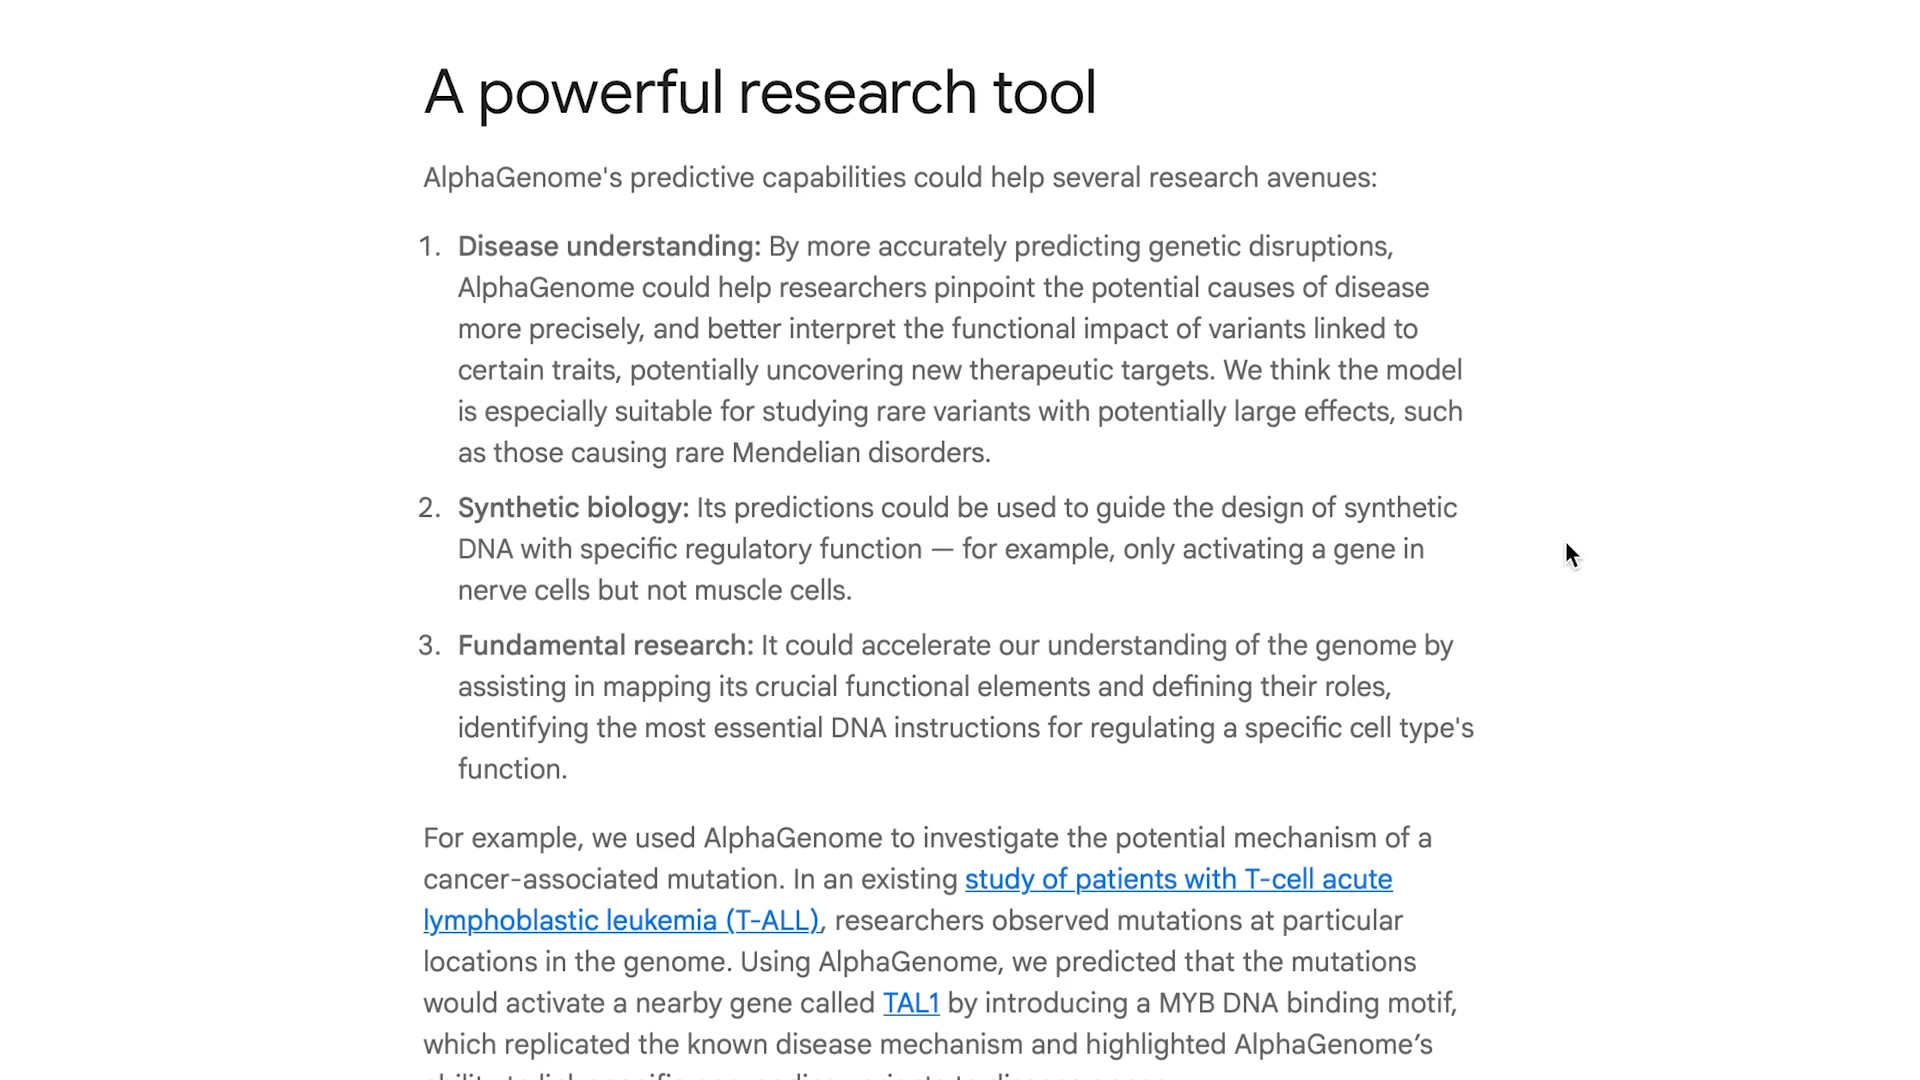 A powerful research tool
AlphaGenome's predictive capabilities could help several research avenues:
1. Disease understanding: By more accurately predicting genetic disruptions,
AlphaGenome could help researchers pinpoint the potential causes of disease
more precisely, and better interpret the functional impact of variants linked to
certain traits, potentially uncovering new therapeutic targets. We think the model
is especially suitable for studying rare variants with potentially large effects, such
as those causing rare Mendelian disorders.
2. Synthetic biology: Its predictions could be used to guide the design of synthetic
DNA with specific regulatory function — for example, only activating a gene in
nerve cells but not muscle cells.
3. Fundamental research: It could accelerate our understanding of the genome by
assisting in mapping its crucial functional elements and defining their roles,
identifying the most essential DNA instructions for regulating a specific cell type's
function.
For example, we used AlphaGenome to investigate the potential mechanism of a
cancer-associated mutation. In an existing study of patients with T-cell acute
lymphoblastic leukemia (T-ALL), researchers observed mutations at particular
locations in the genome. Using AlphaGenome, we predicted that the mutations
would activate a nearby gene called TAL1 by introducing a MYB DNA binding motif,
which replicated the known disease mechanism and highlighted AlphaGenome’s